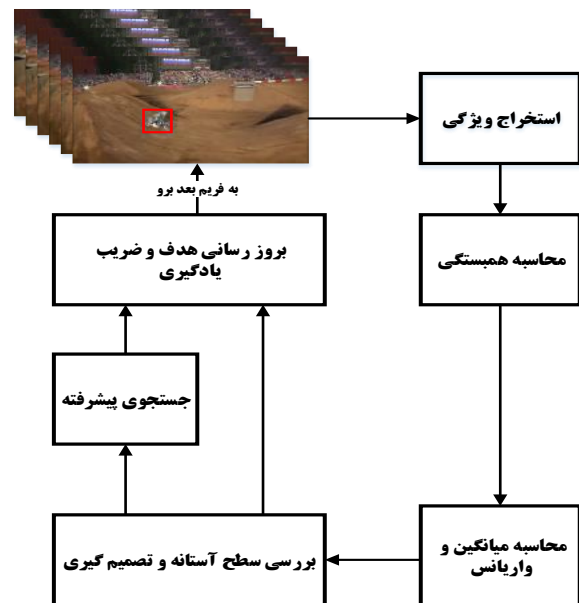 استخراج ویژگی
محاسبه همبستگی
محاسبه میانگین و
واریانس
بررسی سطح آستانه و تصمیم گیری
جستجوی پیشرفته
بروز رسانی هدف و ضریب
یادگیری
به فریم بعد برو